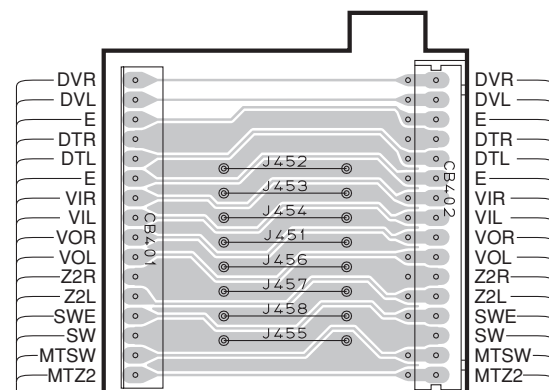 DVR DVR
DVL DVL
E E
DTR DTR
DTL DTL
J452
E E
VIR VIR
J453
VIL VIL
J454
CB401 CB402
VOR VOR
J451
VOL VOL
J456
Z2R Z2R
J457
Z2L Z2L
SWE SWE
J458
SW SW
J455
MTSW MTSW
MTZ2 MTZ2